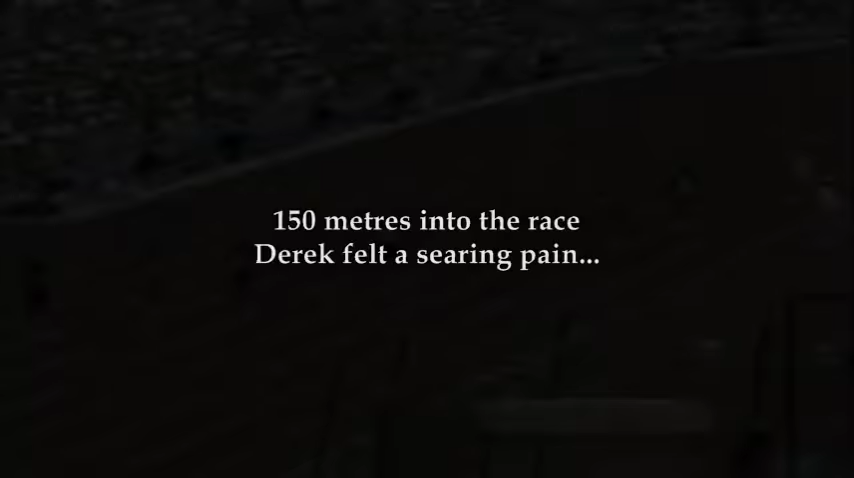 150 metres into the race
Derek felt a searing pain...